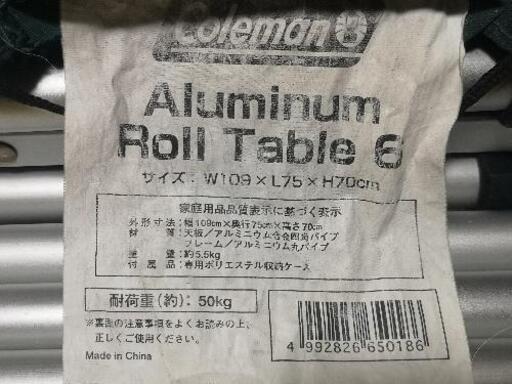 Coleman
Aluminum
Roll Table 6
サイズ：W109×L75×H70cm
家庭用品品質表示に基づく表示
外形寸法：幅109cm×奥行75cm×高さ70cm
材質：天板／アルミニウム合金四角パイプ
フレーム／アルミニウム丸パイプ
重量：約5.5kg
付属品：専用ポリエステル収納ケース
耐荷重（約）：50kg
※裏面の注意事項をよくお読みの上、
正しくご使用ください。
Made in China
4 992826 650186